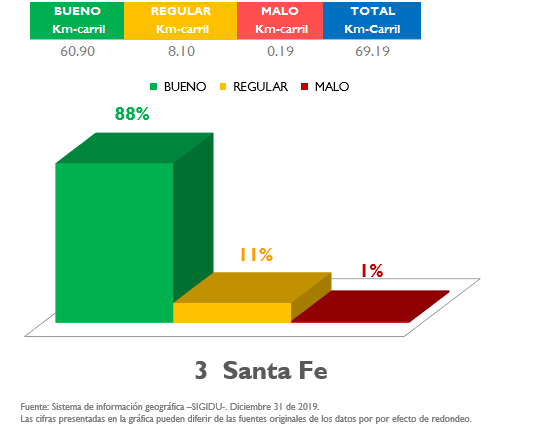 BUENO REGULAR MALO TOTAL
Km-carril Km-carril Km-carril Km-Carril
60.90 8.10 0.19 69.19
BUENO REGULAR MALO
88%
11%
1%
3 Santa Fe
Fuente: Sistema de información geográfica –SIGIDU-. Diciembre 31 de 2019.
Las cifras presentadas en la gráfica pueden diferir de las fuentes originales de los datos por por efecto de redondeo.